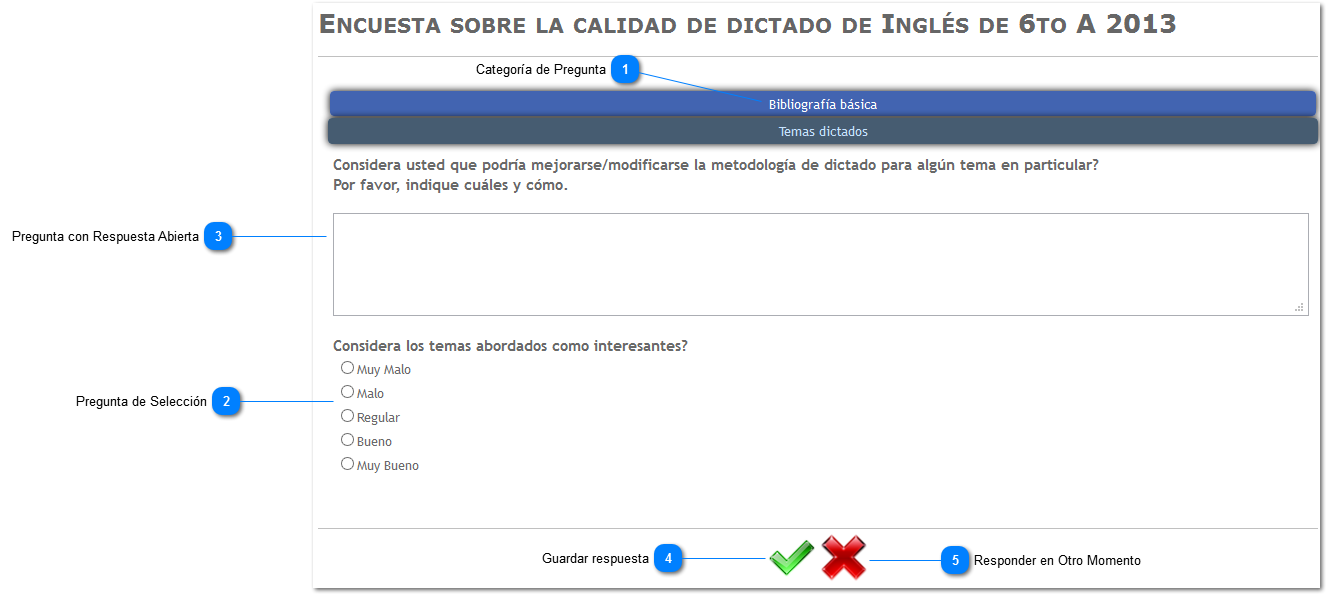 Encuesta sobre la calidad de dictado de Inglés de 6to A 2013
Categoría de Pregunta 1
Bibliografía básica
Temas dictados
Considera usted que podría mejorarse/modificarse la metodología de dictado para algún tema en particular?
Por favor, indique cuáles y cómo.
Pregunta con Respuesta Abierta 3
Considera los temas abordados como interesantes?
Muy Malo
Malo
Pregunta de Selección 2
Regular
Bueno
Muy Bueno
Guardar respuesta 4
5 Responder en Otro Momento